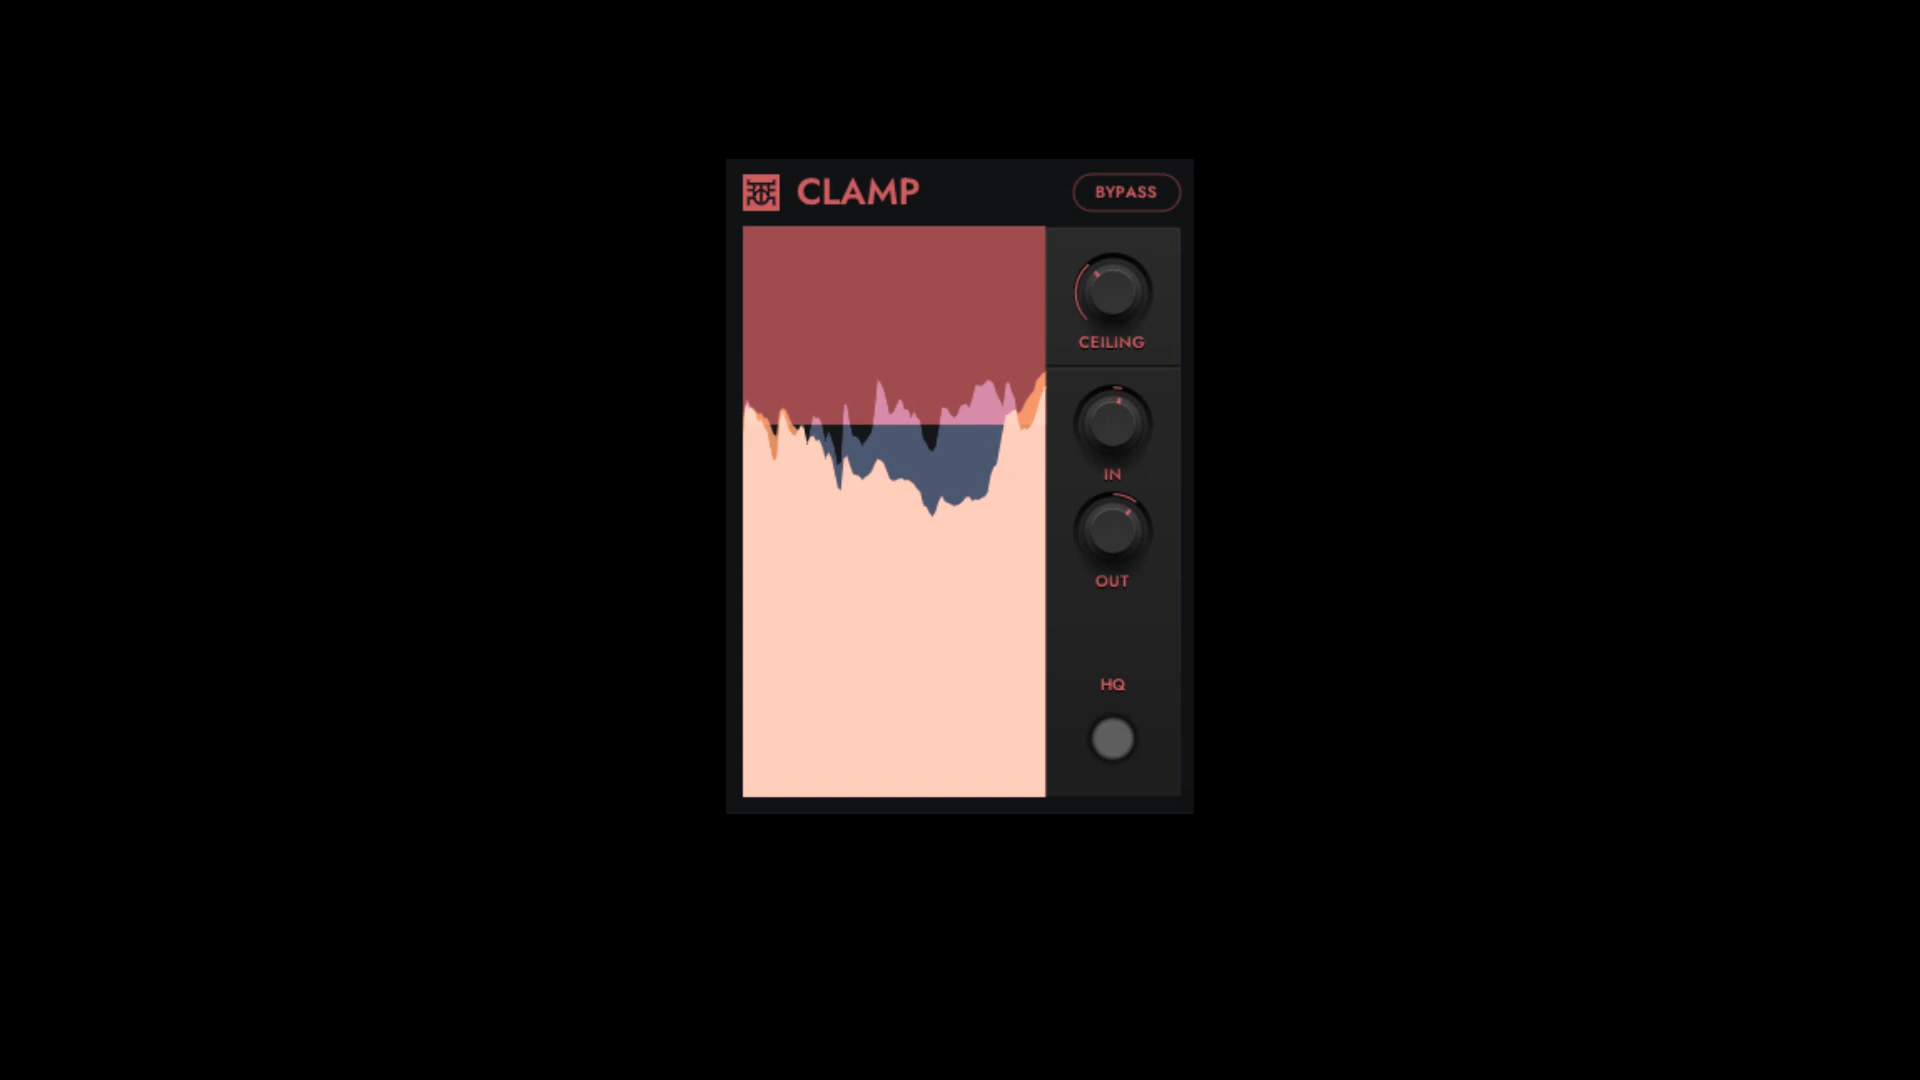 CLAMP
BYPASS
CEILING
IN
OUT
HQ